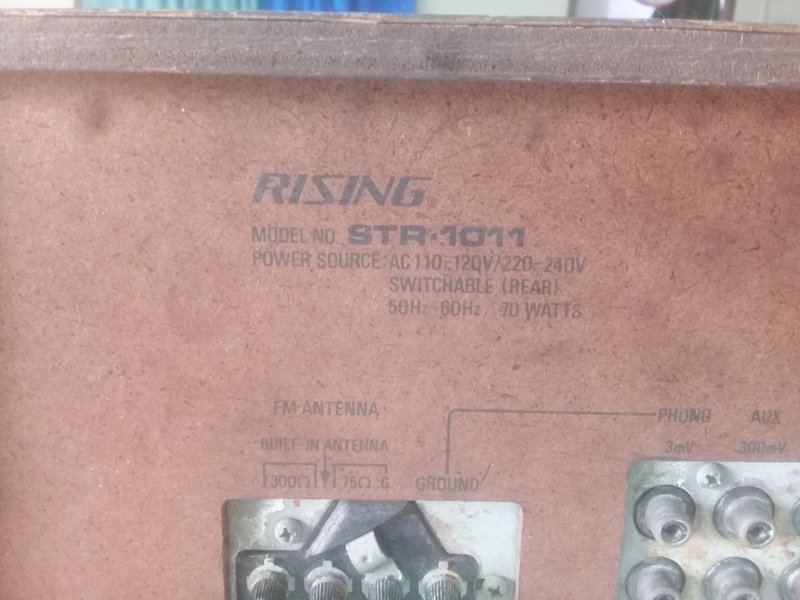 RISING
MODEL NO. STR-1011
POWER SOURCE: AC 110-120V/220-240V
SWITCHABLE (REAR)
50Hz-60Hz 70 WATTS
FM ANTENNA
PHONO AUX
BUILT-IN ANTENNA
3mV 300mV
300Ω 75Ω G GROUND